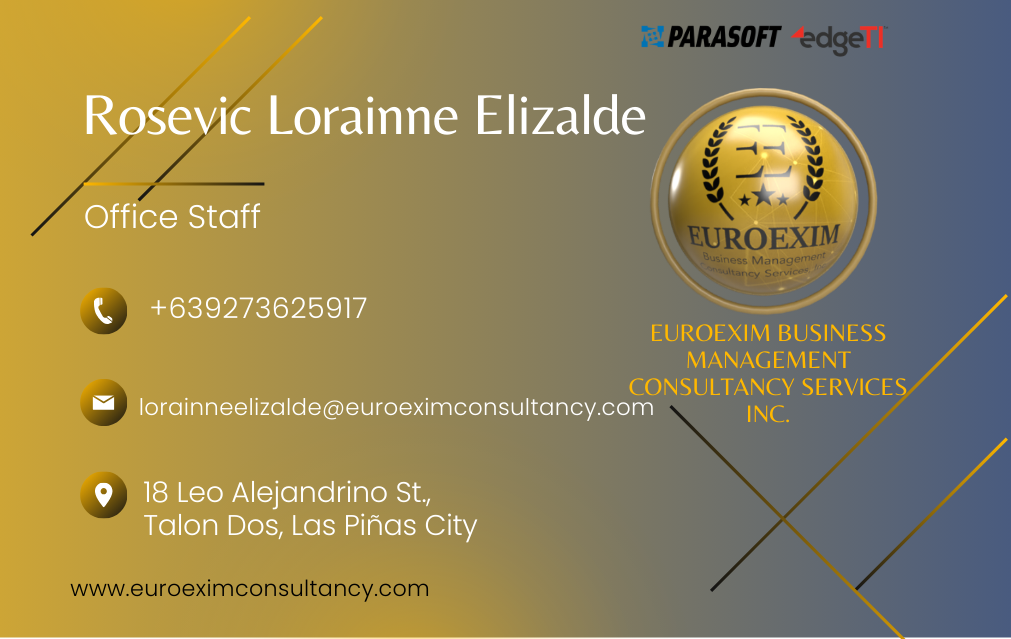 PARASOFT edgeTI
Rosevic Lorainne Elizalde
Office Staff
+639273625917
lorainneelizalde@euroeximconsultancy.com
18 Leo Alejandrino St.,
Talon Dos, Las Piñas City
www.euroeximconsultancy.com
EUROEXIM
Business Management
Consultancy Services
EUROEXIM BUSINESS
MANAGEMENT
CONSULTANCY SERVICES
INC.